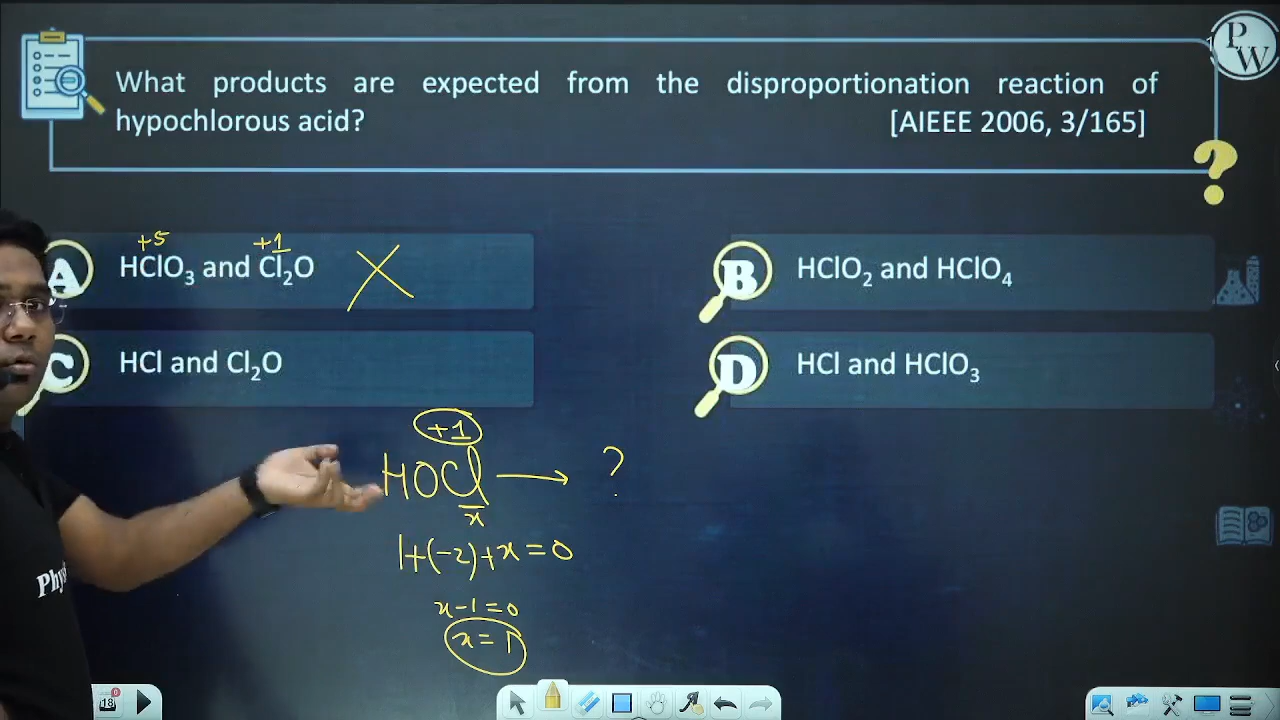 What products are expected from the disproportionation reaction of
hypochlorous acid? [AIEEE 2006, 3/165]
PW
+5 +1
A HClO₃ and Cl₂O X
B HClO₂ and HClO₄
C HCl and Cl₂O
D HCl and HClO₃
+1
HOCl → ?
x
1+(-2)+x=0
x-1=0
x=1
Physi
18